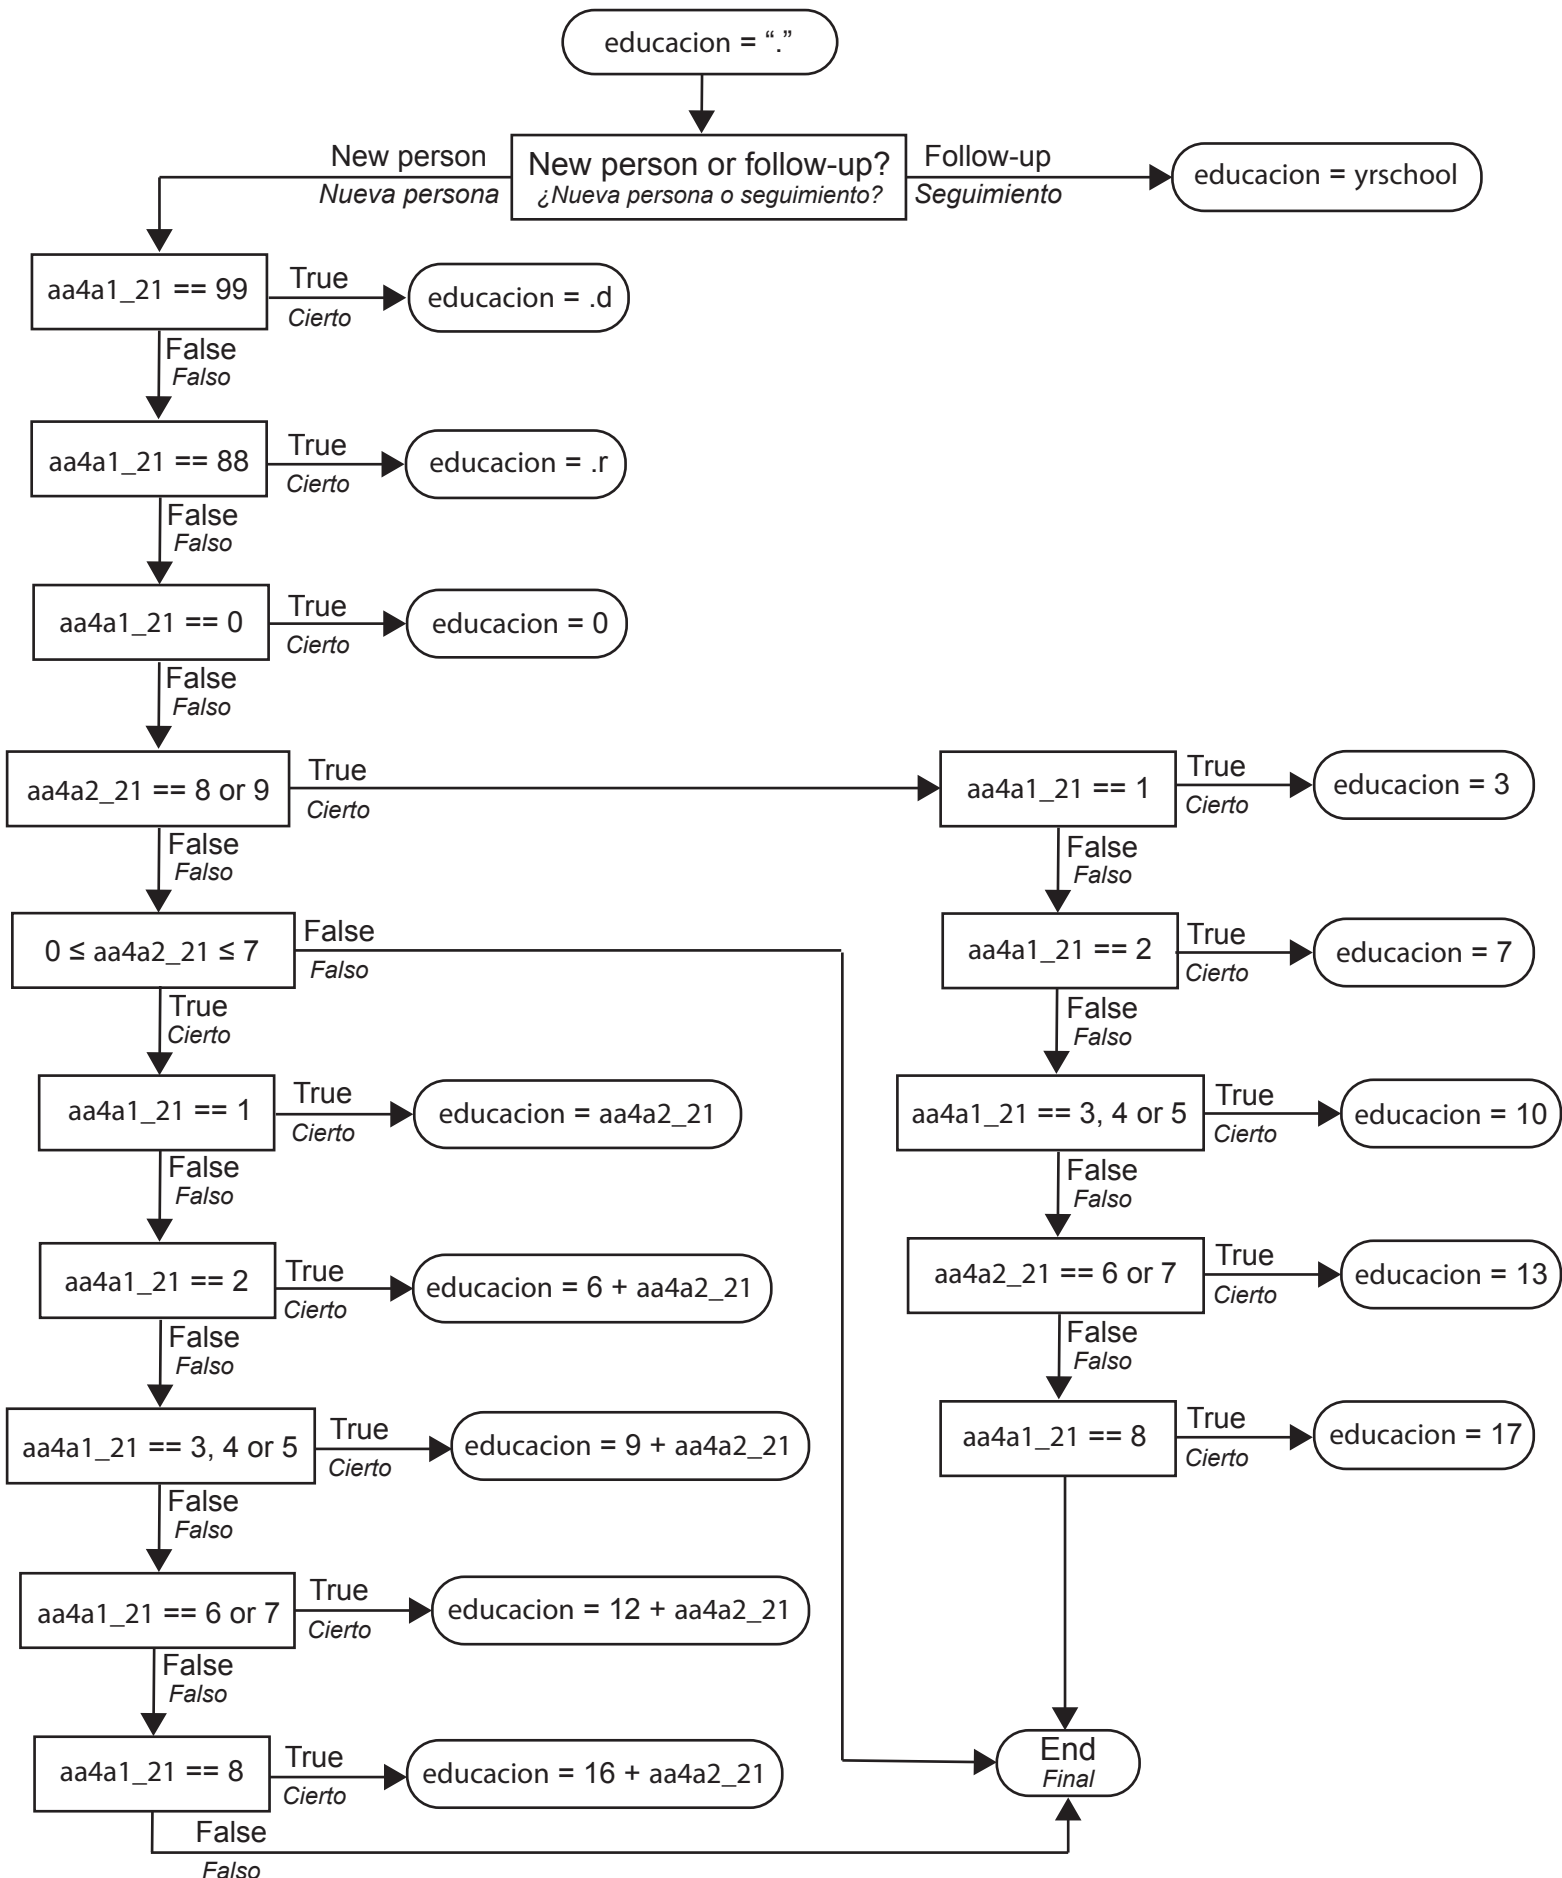 educacion = “.”
New person
Nueva persona
New person or follow-up?
¿Nueva persona o seguimiento?
Follow-up
Seguimiento
educacion = yrschool
aa4a1_21 == 99
True
Cierto
educacion = .d
False
Falso
aa4a1_21 == 88
True
Cierto
educacion = .r
False
Falso
aa4a1_21 == 0
True
Cierto
educacion = 0
False
Falso
aa4a2_21 == 8 or 9
True
Cierto
aa4a1_21 == 1
True
Cierto
educacion = 3
False
Falso
False
Falso
0 ≤ aa4a2_21 ≤ 7
False
Falso
aa4a1_21 == 2
True
Cierto
educacion = 7
True
Cierto
False
Falso
aa4a1_21 == 1
True
Cierto
educacion = aa4a2_21
aa4a1_21 == 3, 4 or 5
True
Cierto
educacion = 10
False
Falso
False
Falso
aa4a1_21 == 2
True
Cierto
educacion = 6 + aa4a2_21
aa4a2_21 == 6 or 7
True
Cierto
educacion = 13
False
Falso
False
Falso
aa4a1_21 == 3, 4 or 5
True
Cierto
educacion = 9 + aa4a2_21
aa4a1_21 == 8
True
Cierto
educacion = 17
False
Falso
aa4a1_21 == 6 or 7
True
Cierto
educacion = 12 + aa4a2_21
False
Falso
aa4a1_21 == 8
True
Cierto
educacion = 16 + aa4a2_21
End
Final
False
Falso